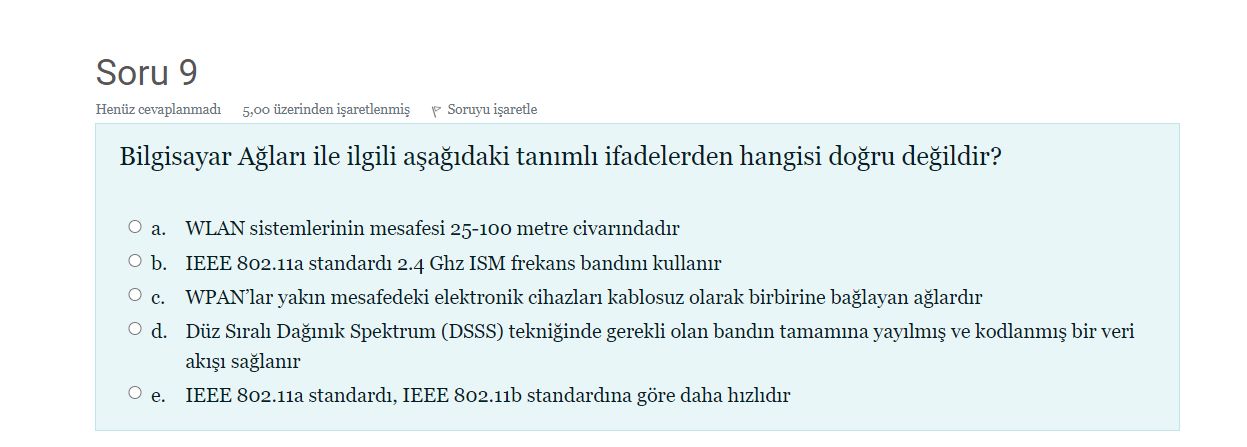 Soru 9
Henüz cevaplanmadı 5,00 üzerinden işaretlenmiş Soruyu işaretle
Bilgisayar Ağları ile ilgili aşağıdaki tanımlı ifadelerden hangisi doğru değildir?
a. WLAN sistemlerinin mesafesi 25-100 metre civarındadır
b. IEEE 802.11a standardı 2.4 Ghz ISM frekans bandını kullanır
c. WPAN’lar yakın mesafedeki elektronik cihazları kablosuz olarak birbirine bağlayan ağlardır
d. Düz Sıralı Dağınık Spektrum (DSSS) tekniğinde gerekli olan bandın tamamına yayılmış ve kodlanmış bir veri
akışı sağlanır
e. IEEE 802.11a standardı, IEEE 802.11b standardına göre daha hızlıdır